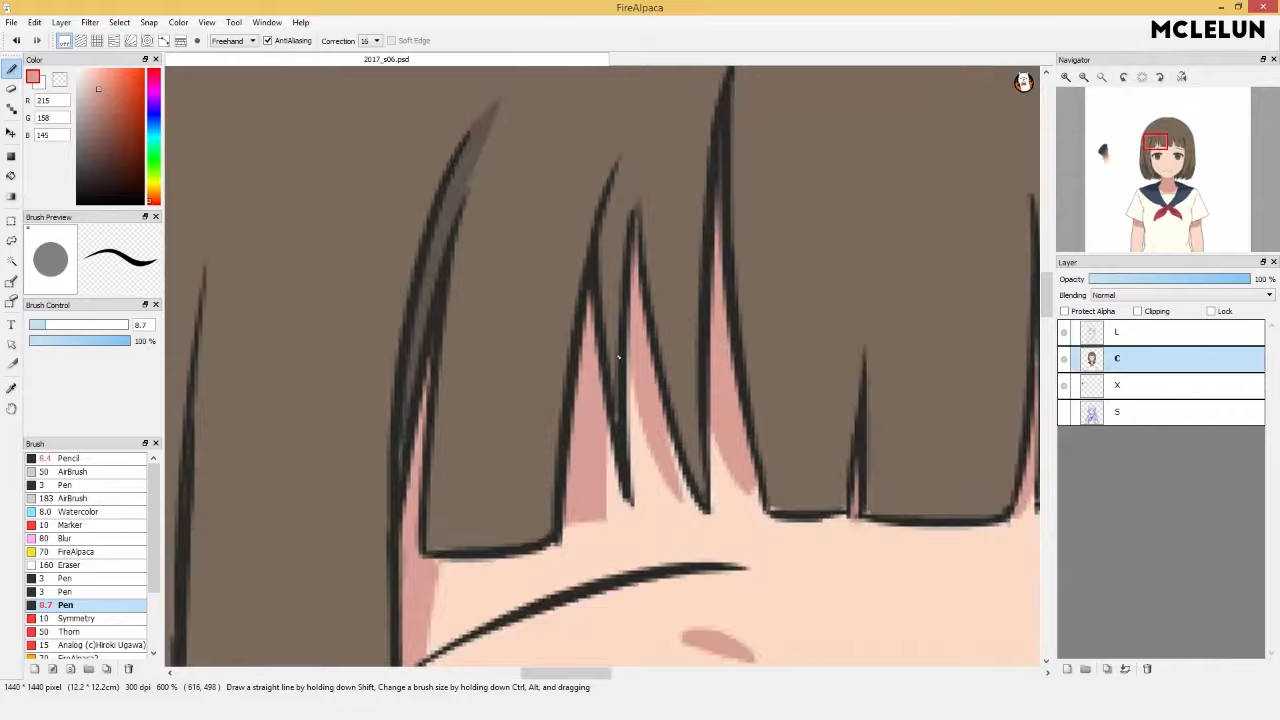 FireAlpaca
File Edit Layer Filter Select Snap Color View Tool Window Help
MCLELUN
OFF Freehand AntiAliasing Correction 16 Soft Edge
Color
2017_s06.psd
Navigator
R 215
G 158
B 145
Brush Preview
Brush Control
8.7
100 %
Layer
Opacity 100 %
Blending Normal
Protect Alpha Clipping Lock
L
C
X
S
Brush
8.4 Pencil
50 AirBrush
3 Pen
183 AirBrush
8.0 Watercolor
10 Marker
80 Blur
70 FireAlpaca
160 Eraser
3 Pen
3 Pen
8.7 Pen
10 Symmetry
50 Thorn
15 Analog (c)Hiroki Ugawa)
1440 * 1440 pixel (12.2 * 12.2cm) 300 dpi 600 % ( 616, 498 ) Draw a straight line by holding down Shift, Change a brush size by holding down Ctrl, Alt, and dragging